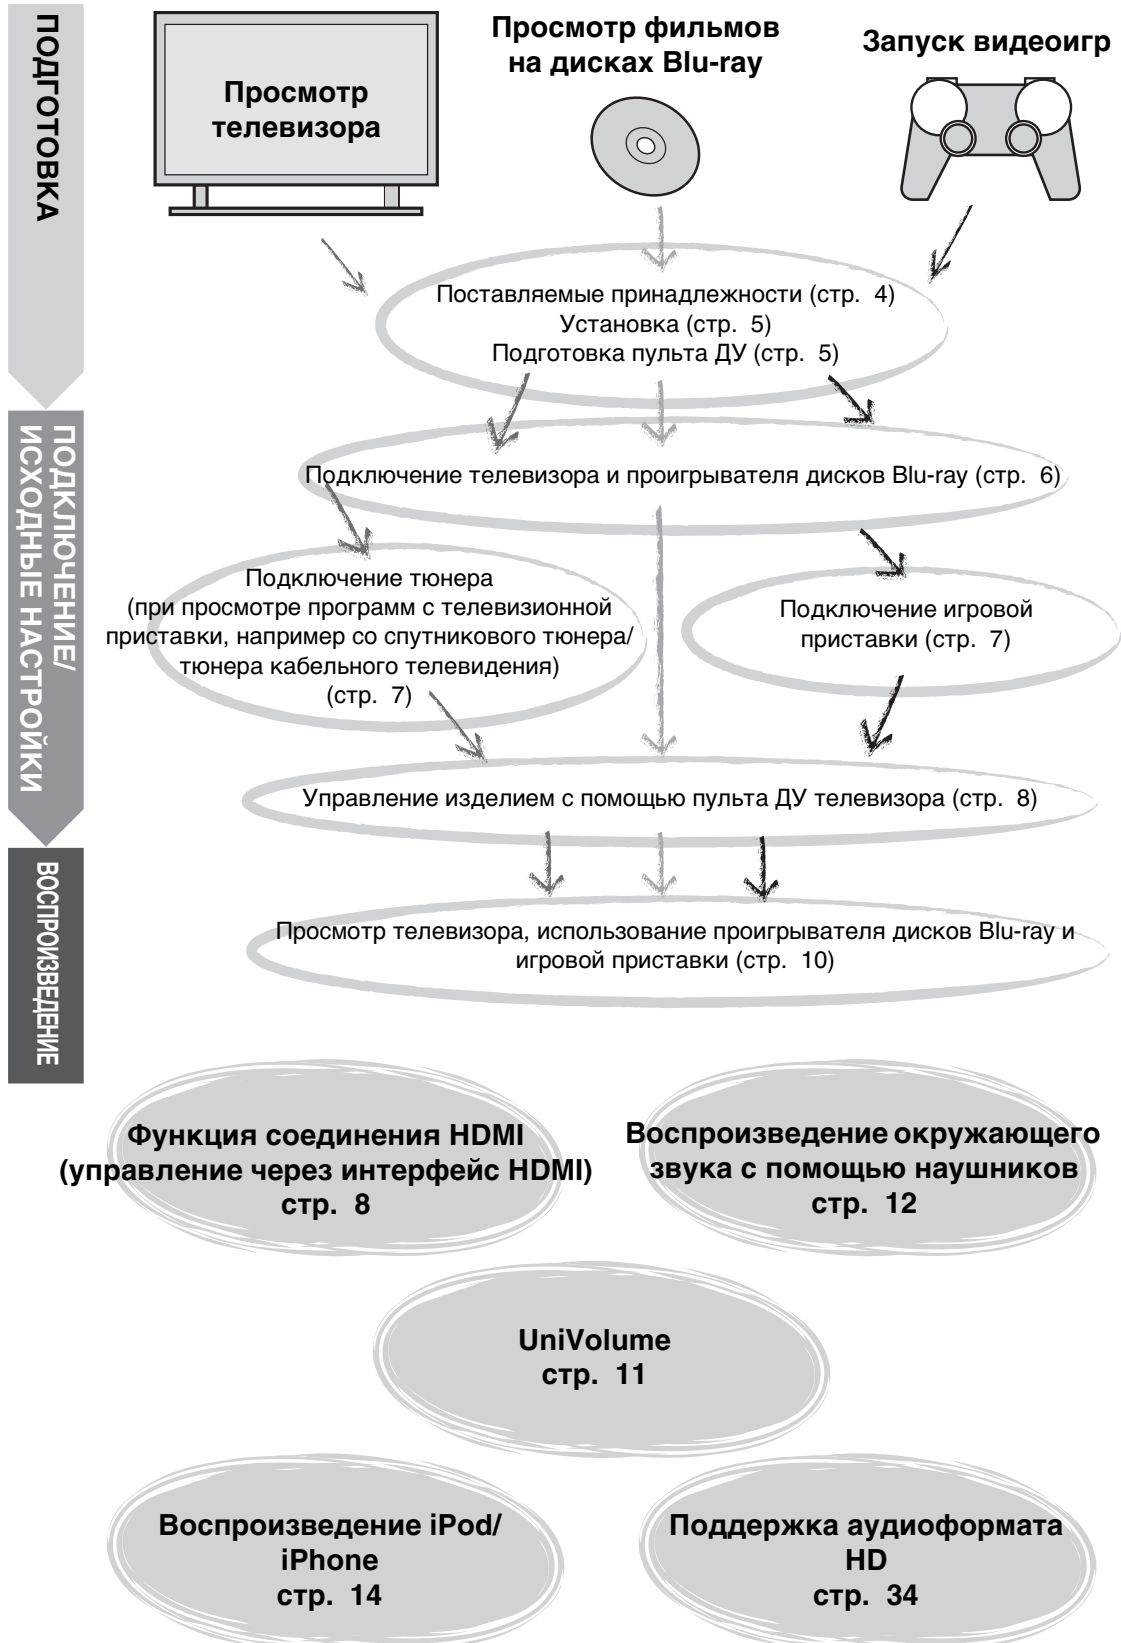 ПОДГОТОВКА
Просмотр
телевизора
Просмотр фильмов
на дисках Blu-ray
Запуск видеоигр
Поставляемые принадлежности (стр. 4)
Установка (стр. 5)
Подготовка пульта ДУ (стр. 5)
ПОДКЛЮЧЕНИЕ/
ИСХОДНЫЕ НАСТРОЙКИ
Подключение телевизора и проигрывателя дисков Blu-ray (стр. 6)
Подключение тюнера
(при просмотре программ с телевизионной
приставки, например со спутникового тюнера/
тюнера кабельного телевидения)
(стр. 7)
Подключение игровой
приставки (стр. 7)
Управление изделием с помощью пульта ДУ телевизора (стр. 8)
ВОСПРОИЗВЕДЕНИЕ
Просмотр телевизора, использование проигрывателя дисков Blu-ray и
игровой приставки (стр. 10)
Функция соединения HDMI
(управление через интерфейс HDMI)
стр. 8
Воспроизведение окружающего
звука с помощью наушников
стр. 12
UniVolume
стр. 11
Воспроизведение iPod/
iPhone
стр. 14
Поддержка аудиоформата
HD
стр. 34